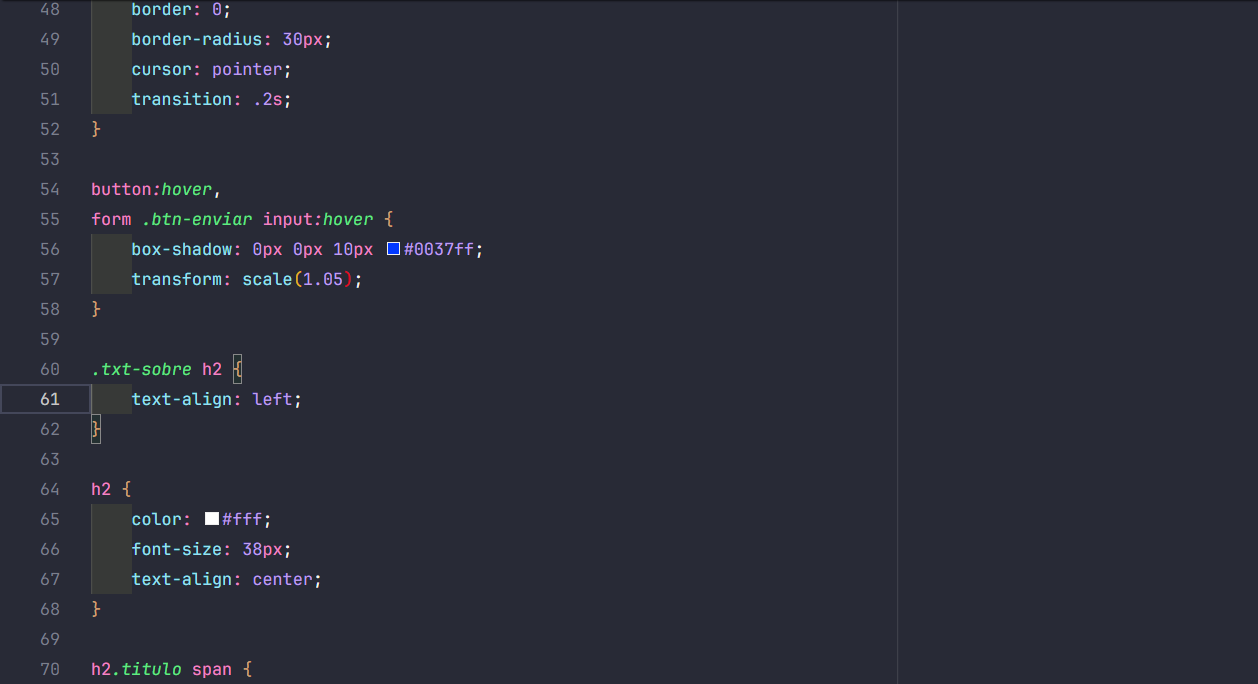 48 border: 0;
49 border-radius: 30px;
50 cursor: pointer;
51 transition: .2s;
52 }
53
54 button:hover,
55 form .btn-enviar input:hover {
56 box-shadow: 0px 0px 10px #0037ff;
57 transform: scale(1.05);
58 }
59
60 .txt-sobre h2 {
61 text-align: left;
62 }
63
64 h2 {
65 color: #fff;
66 font-size: 38px;
67 text-align: center;
68 }
69
70 h2.titulo span {